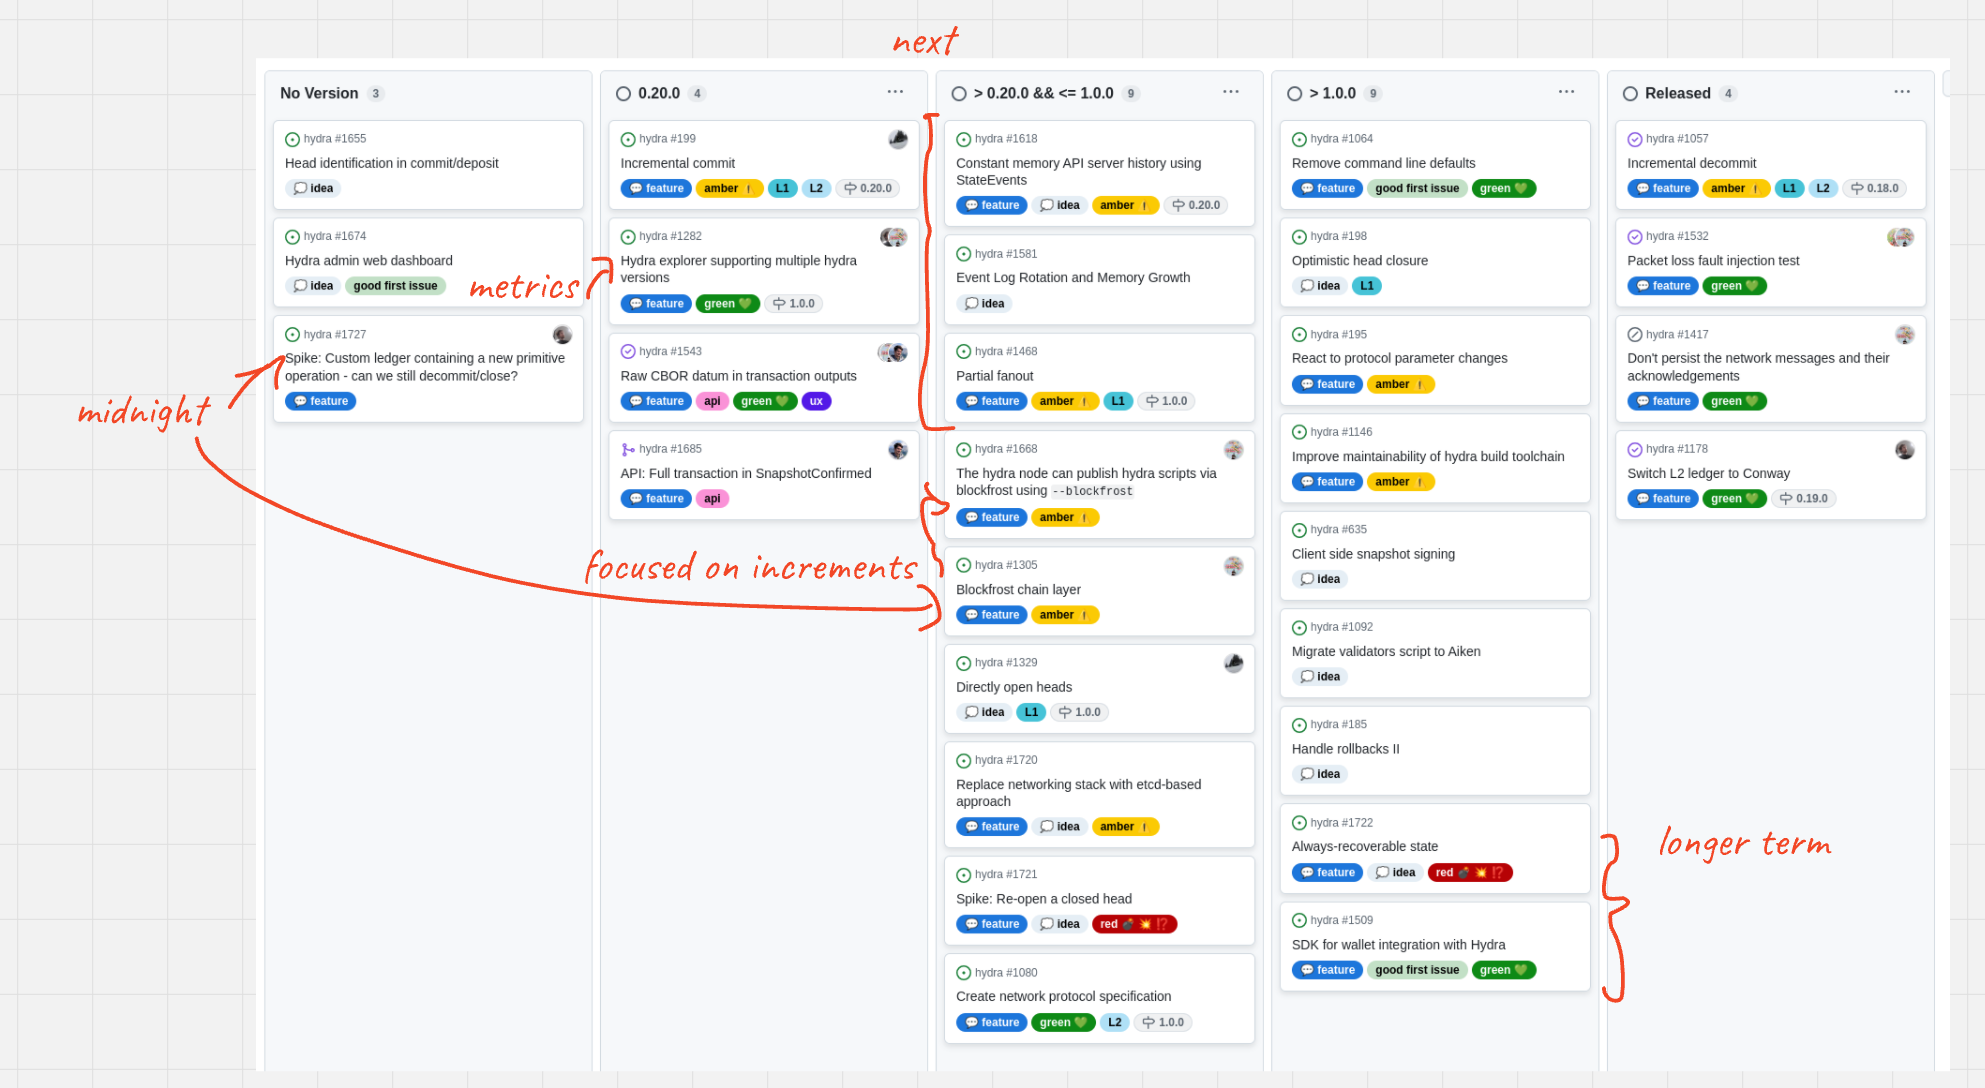 next
No Version 3
hydra #1655
Head identification in commit/deposit
idea
hydra #1674
Hydra admin web dashboard
idea good first issue
hydra #1727
Spike: Custom ledger containing a new primitive
operation - can we still decommit/close?
feature
midnight
metrics
focused on increments
0.20.0 4
hydra #199
Incremental commit
feature amber L1 L2 0.20.0
hydra #1282
Hydra explorer supporting multiple hydra
versions
feature green 💚 1.0.0
hydra #1543
Raw CBOR datum in transaction outputs
feature api green 💚 ux
hydra #1685
API: Full transaction in SnapshotConfirmed
feature api
> 0.20.0 && <= 1.0.0 9
hydra #1618
Constant memory API server history using
StateEvents
feature idea amber 0.20.0
hydra #1581
Event Log Rotation and Memory Growth
idea
hydra #1468
Partial fanout
feature amber L1 1.0.0
hydra #1668
The hydra node can publish hydra scripts via
blockfrost using --blockfrost
feature amber
hydra #1305
Blockfrost chain layer
feature amber
hydra #1329
Directly open heads
idea L1 1.0.0
hydra #1720
Replace networking stack with etcd-based
approach
feature idea amber
hydra #1721
Spike: Re-open a closed head
feature idea red 💣 💥 ⁉️
hydra #1080
Create network protocol specification
feature green 💚 L2 1.0.0
> 1.0.0 9
hydra #1064
Remove command line defaults
feature good first issue green 💚
hydra #198
Optimistic head closure
idea L1
hydra #195
React to protocol parameter changes
feature amber
hydra #1146
Improve maintainability of hydra build toolchain
feature amber
hydra #635
Client side snapshot signing
idea
hydra #1092
Migrate validators script to Aiken
idea
hydra #185
Handle rollbacks II
idea
hydra #1722
Always-recoverable state
feature idea red 💣 💥 ⁉️
hydra #1509
SDK for wallet integration with Hydra
feature good first issue green 💚
Released 4
hydra #1057
Incremental decommit
feature amber L1 L2 0.18.0
hydra #1532
Packet loss fault injection test
feature green 💚
hydra #1417
Don't persist the network messages and their
acknowledgements
feature green 💚
hydra #1178
Switch L2 ledger to Conway
feature green 💚 0.19.0
longer term